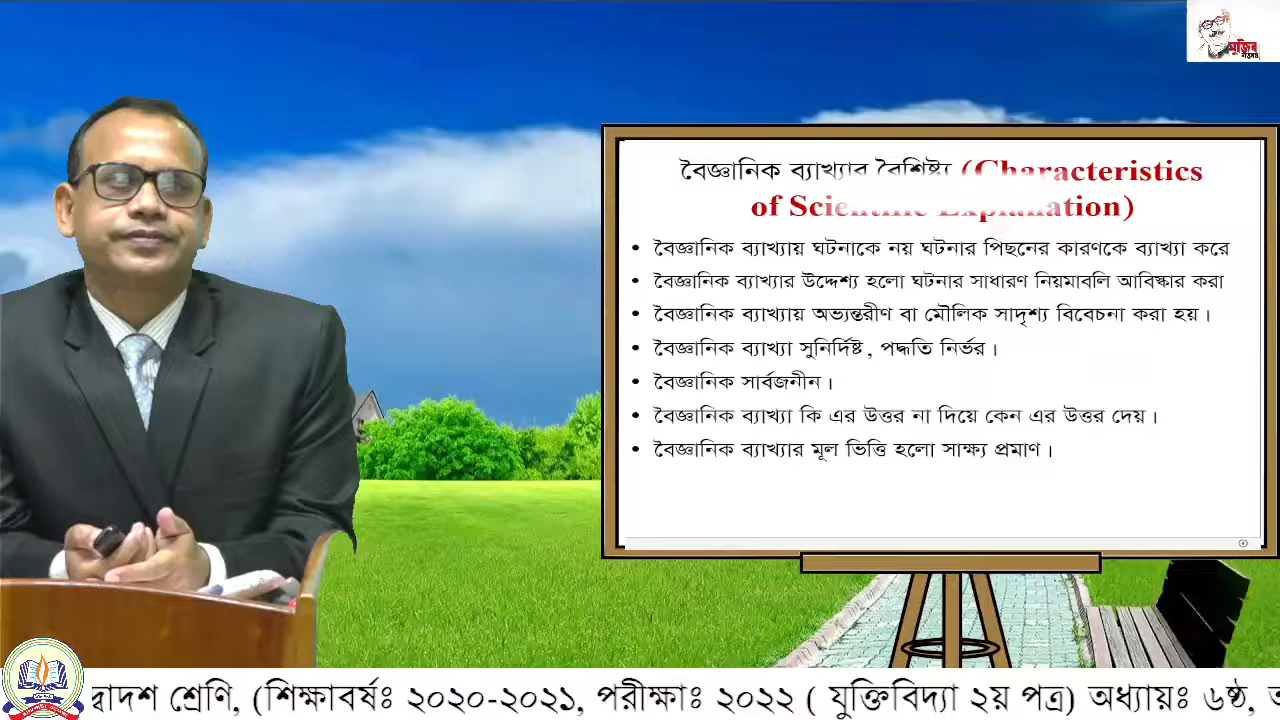 মুজিব
বৈজ্ঞানিক ব্যাখ্যার বৈশিষ্ট্য (Characteristics
of Scientific Explanation)
• বৈজ্ঞানিক ব্যাখ্যায় ঘটনাকে নয় ঘটনার পিছনের কারণকে ব্যাখ্যা করে
• বৈজ্ঞানিক ব্যাখ্যার উদ্দেশ্য হলো ঘটনার সাধারণ নিয়মাবলি আবিষ্কার করা
• বৈজ্ঞানিক ব্যাখ্যায় অভ্যন্তরীণ বা মৌলিক সাদৃশ্য বিবেচনা করা হয়।
• বৈজ্ঞানিক ব্যাখ্যা সুনির্দিষ্ট, পদ্ধতি নির্ভর।
• বৈজ্ঞানিক সার্বজনীন।
• বৈজ্ঞানিক ব্যাখ্যা কি এর উত্তর না দিয়ে কেন এর উত্তর দেয়।
• বৈজ্ঞানিক ব্যাখ্যার মূল ভিত্তি হলো সাক্ষ্য প্রমাণ।
দ্বাদশ শ্রেণি, (শিক্ষাবর্ষঃ ২০২০-২০২১, পরীক্ষাঃ ২০২২ ( যুক্তিবিদ্যা ২য় পত্র) অধ্যায়ঃ ৬ষ্ঠ,